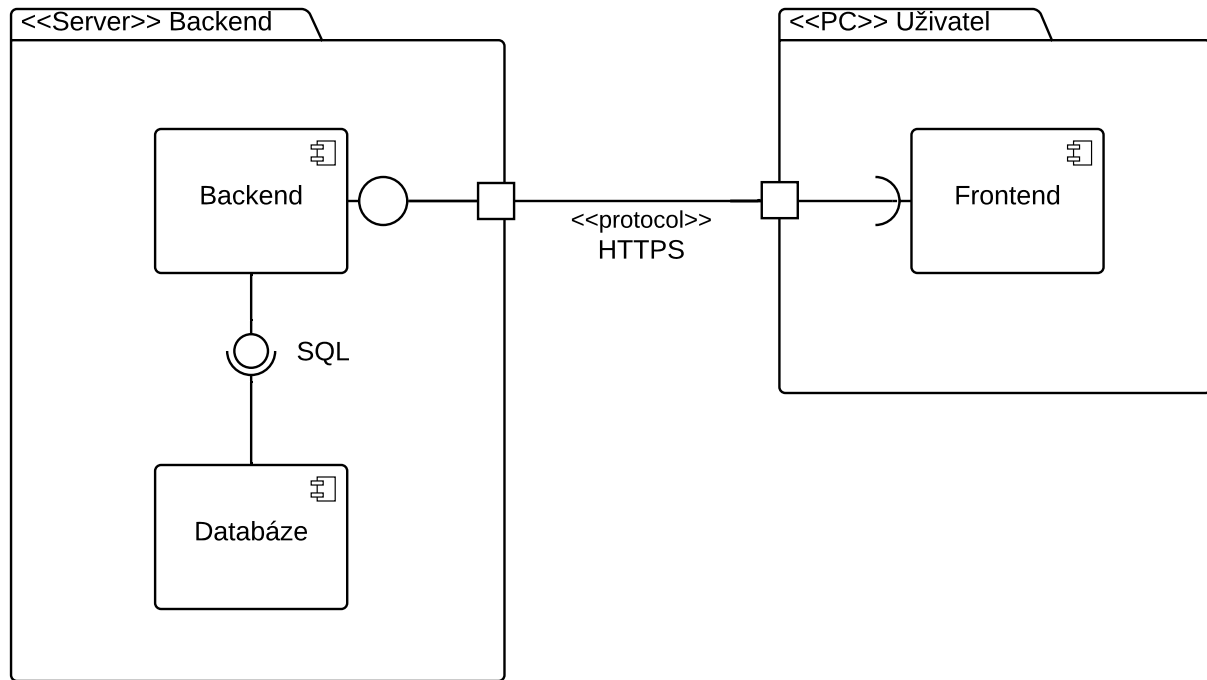 <<Server>> Backend
<<PC>> Uživatel
Backend
Frontend
<<protocol>>
HTTPS
SQL
Databáze